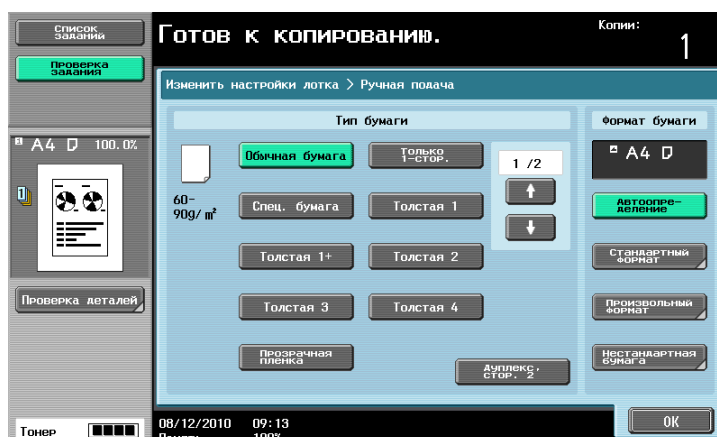 Список
заданий
Готов к копированию.
Копии:
1
Проверка
задания
Изменить настройки лотка > Ручная подача
Тип бумаги
Формат бумаги
A4 100.0%
1
60-
90g/ m²
Обычная бумага
Только
1-стор.
1 /2
A4
Спец. бумага
Толстая 1
Автоопре-
деление
Толстая 1+
Толстая 2
Стандартный
формат
Проверка деталей
Толстая 3
Толстая 4
Произвольный
формат
Прозрачная
пленка
Дуплекс,
стор. 2
Нестандартная
бумага
Тонер
08/12/2010 09:13
OK
100%